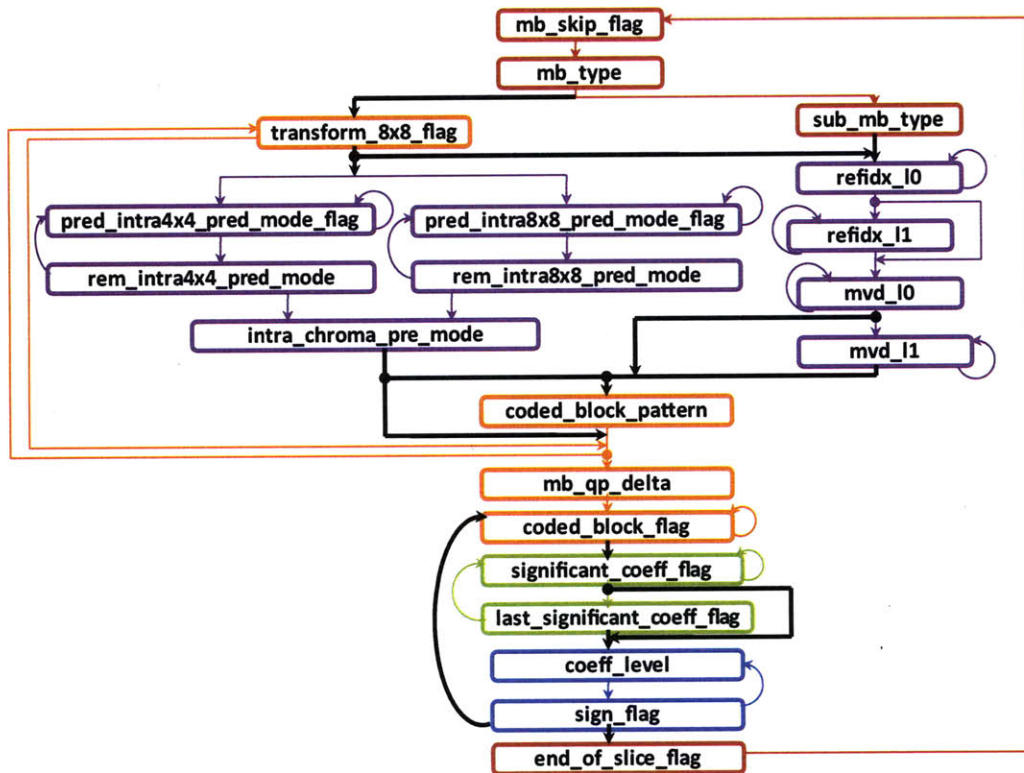 mb_skip_flag
mb_type
transform_8x8_flag
sub_mb_type
refidx_l0
pred_intra4x4_pred_mode_flag
pred_intra8x8_pred_mode_flag
refidx_l1
rem_intra4x4_pred_mode
rem_intra8x8_pred_mode
mvd_l0
intra_chroma_pre_mode
mvd_l1
coded_block_pattern
mb_qp_delta
coded_block_flag
significant_coeff_flag
last_significant_coeff_flag
coeff_level
sign_flag
end_of_slice_flag